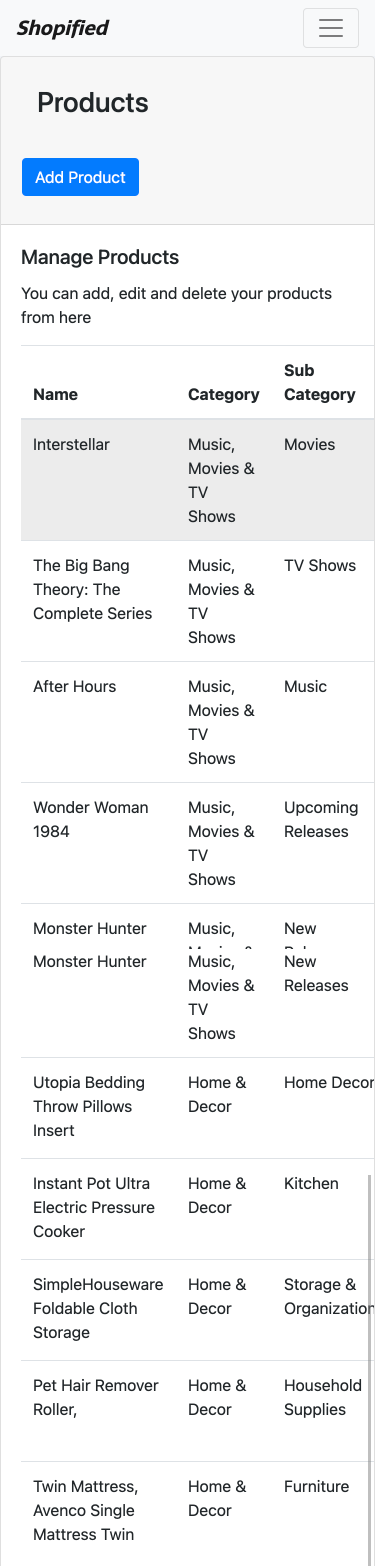 Shopified
Products
Add Product
Manage Products
You can add, edit and delete your products
from here
Name Category Sub Category
Interstellar Music, Movies & TV Shows Movies
The Big Bang Theory: The Complete Series Music, Movies & TV Shows TV Shows
After Hours Music, Movies & TV Shows Music
Wonder Woman 1984 Music, Movies & TV Shows Upcoming Releases
Monster Hunter Music, New
Monster Hunter Music, Movies & TV Shows New Releases
Utopia Bedding Throw Pillows Insert Home & Decor Home Decor
Instant Pot Ultra Electric Pressure Cooker Home & Decor Kitchen
SimpleHouseware Foldable Cloth Storage Home & Decor Storage & Organization
Pet Hair Remover Roller, Home & Decor Household Supplies
Twin Mattress, Avenco Single Mattress Twin Home & Decor Furniture